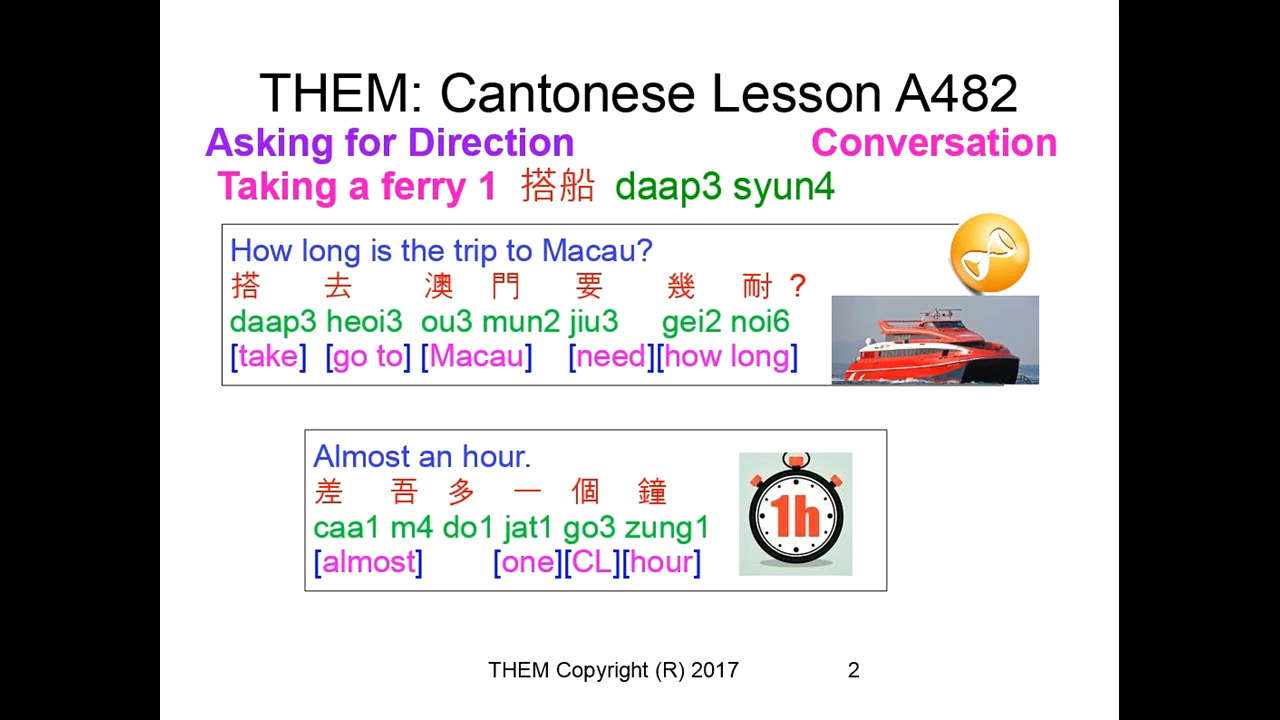 THEM: Cantonese Lesson A482
Asking for Direction Conversation
Taking a ferry 1 搭船 daap3 syun4
How long is the trip to Macau?
搭 去 澳 門 要 幾 耐 ?
daap3 heoi3 ou3 mun2 jiu3 gei2 noi6
[take] [go to] [Macau] [need][how long]
Almost an hour.
差 吾 多 一 個 鐘
caa1 m4 do1 jat1 go3 zung1
[almost] [one][CL][hour]
1h
THEM Copyright (R) 2017 2